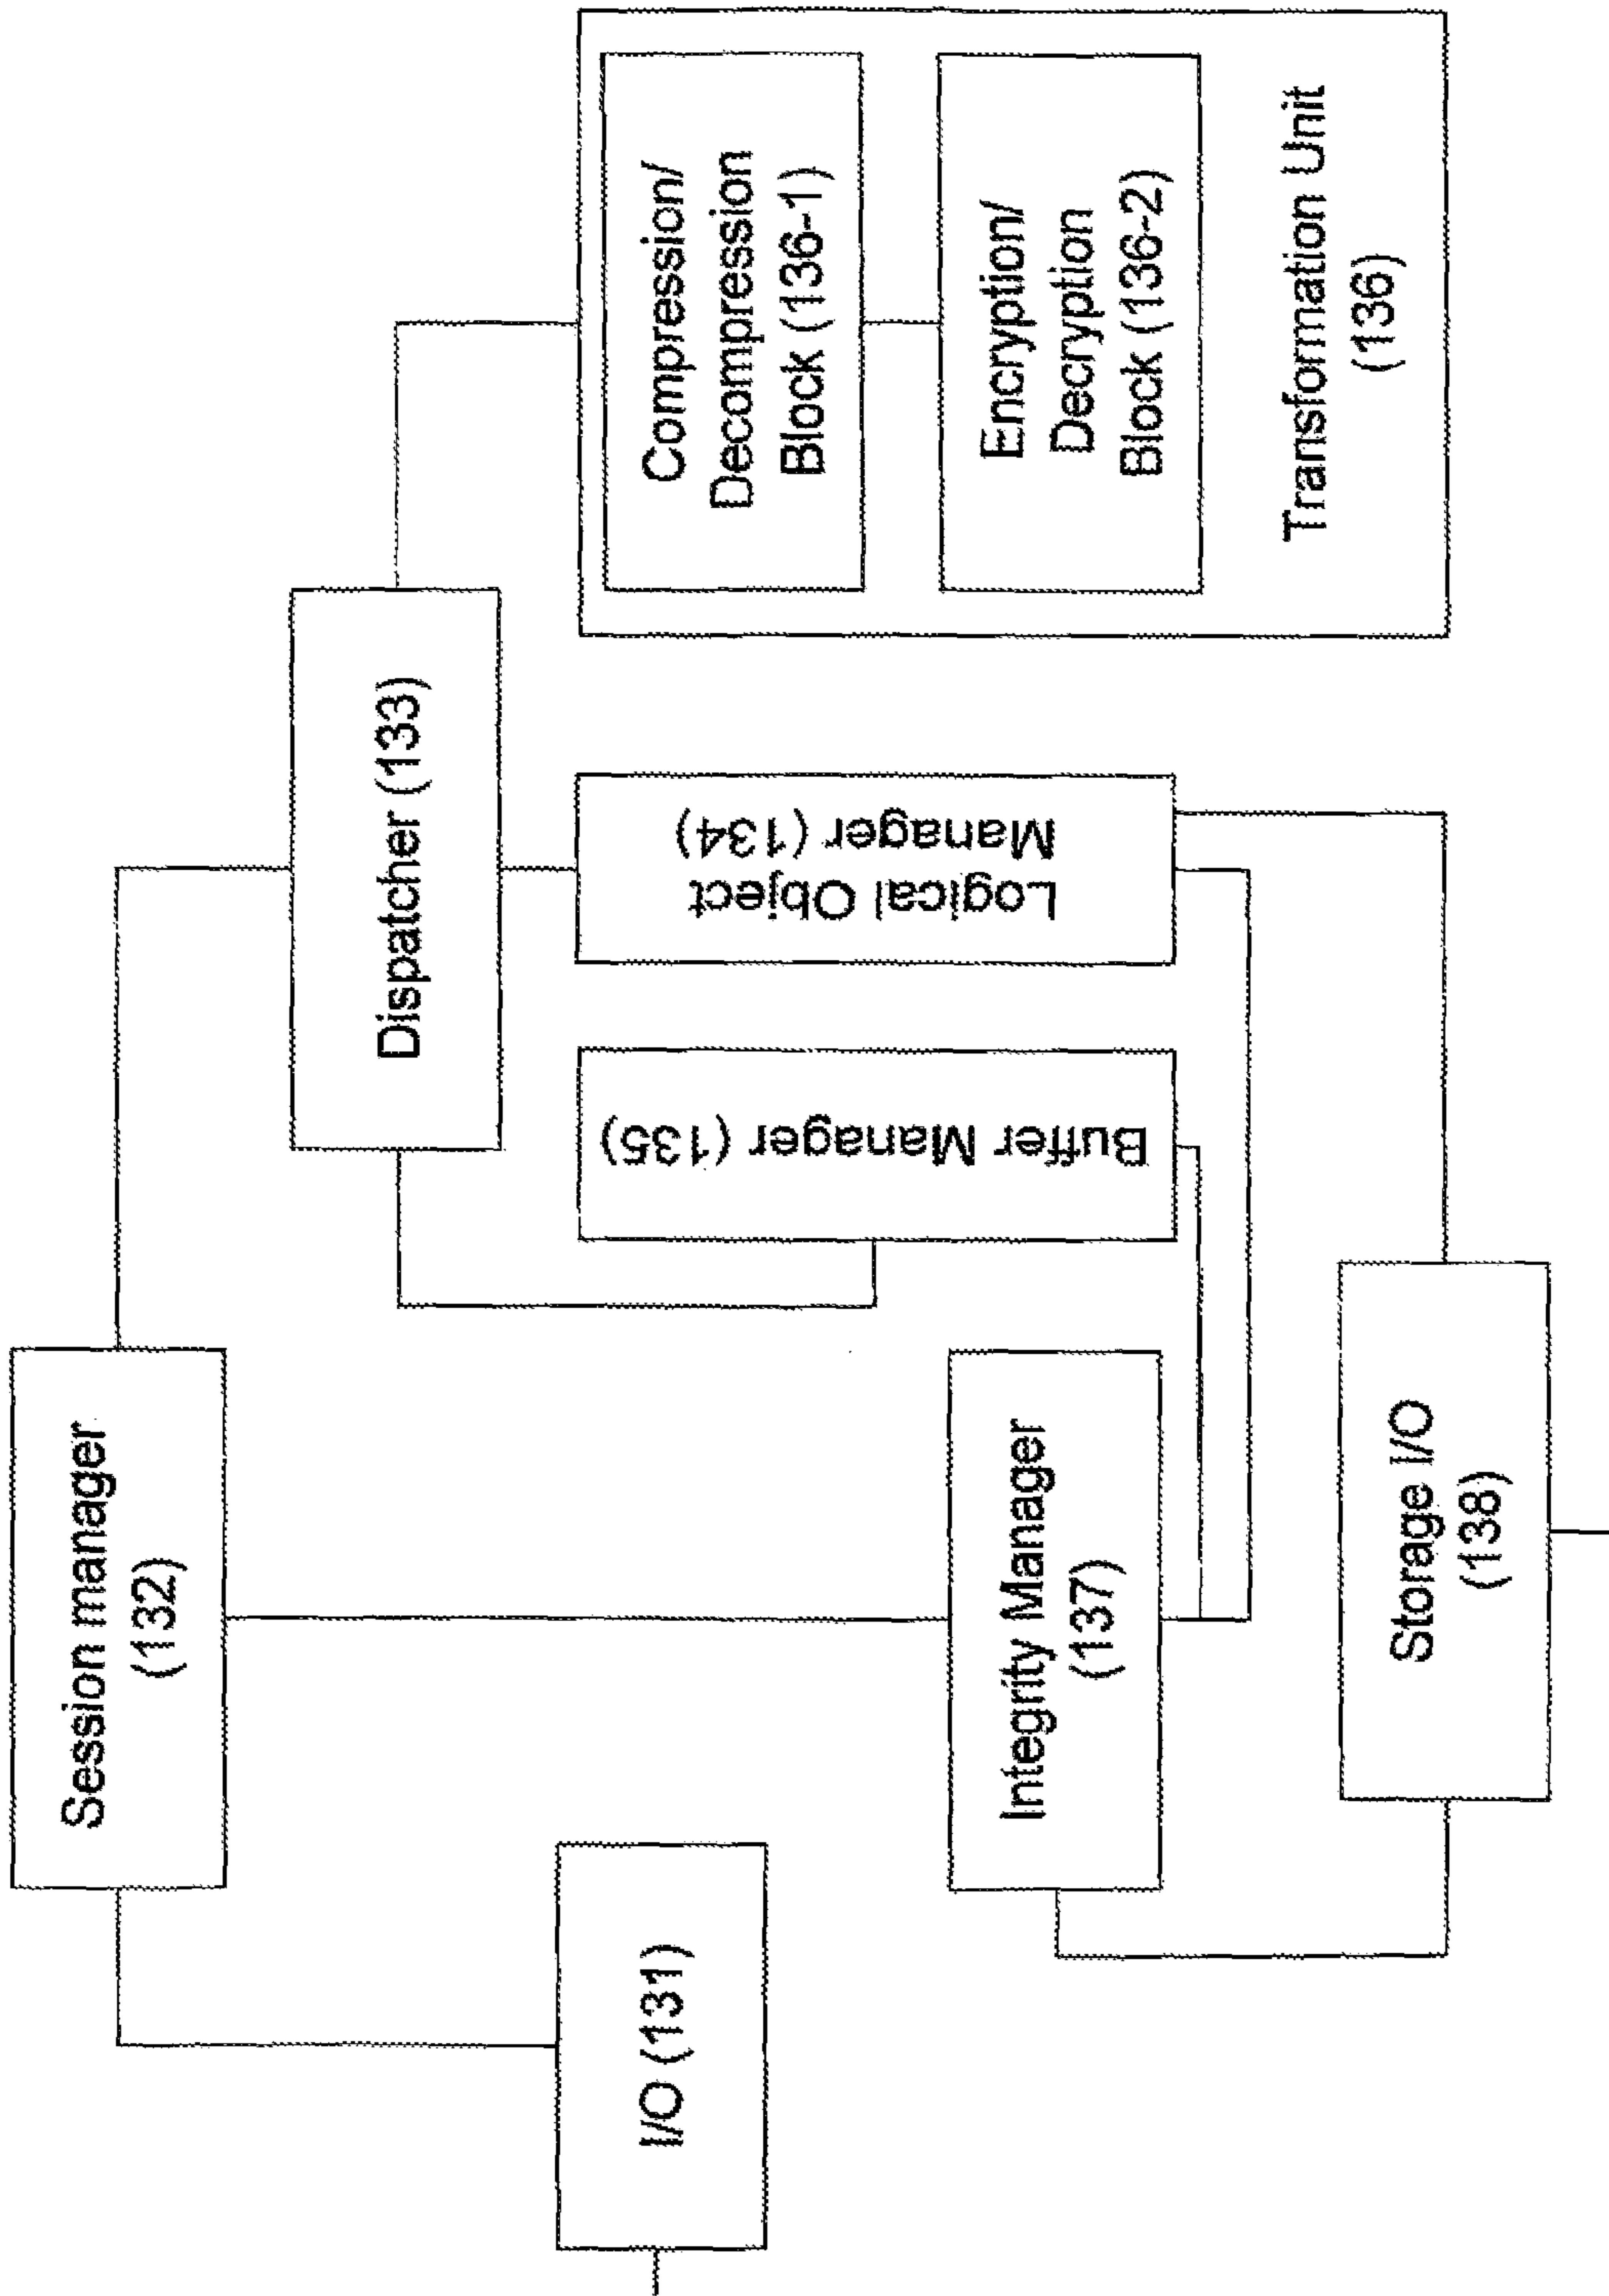 Session manager
(132)
Dispatcher (133)
I/O (131)
Integrity Manager
(137)
Buffer Manager (135)
Logical Object
Manager (134)
Compression/
Decompression
Block (136-1)
Encryption/
Decryption
Block (136-2)
Transformation Unit
(136)
Storage I/O
(138)